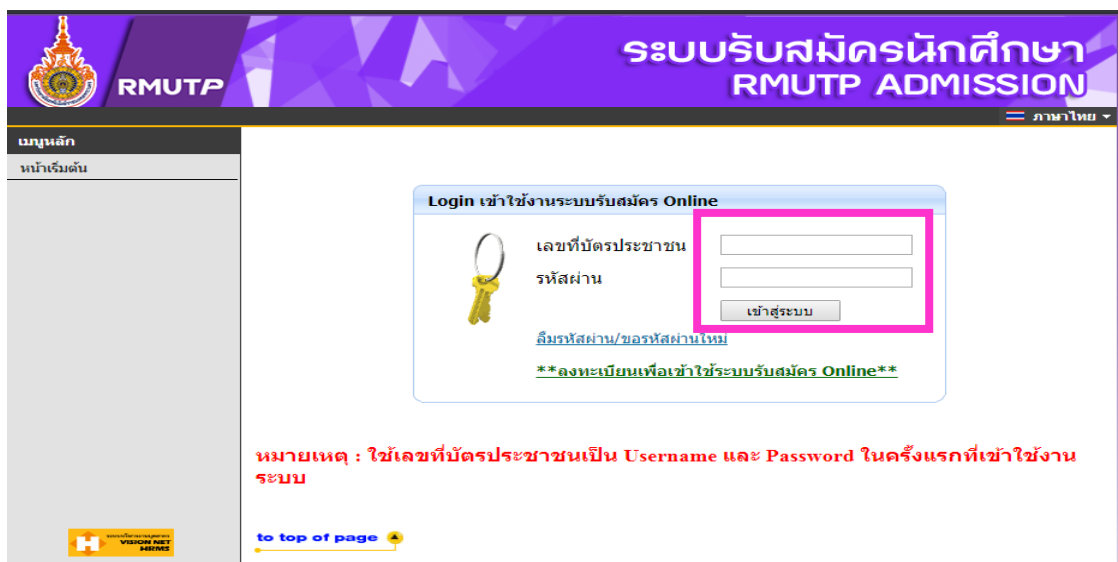 ระบบรับสมัครนักศึกษา
RMUTP
RMUTP ADMISSION
ภาษาไทย
เมนูหลัก
หน้าเริ่มต้น
Login เข้าใช้งานระบบรับสมัคร Online
เลขที่บัตรประชาชน
รหัสผ่าน
เข้าสู่ระบบ
ลืมรหัสผ่าน/ขอรหัสผ่านใหม่
**ลงทะเบียนเพื่อเข้าใช้ระบบรับสมัคร Online**
หมายเหตุ : ใช้เลขที่บัตรประชาชนเป็น Username และ Password ในครั้งแรกที่เข้าใช้งาน
ระบบ
VISION NET
HRMS
to top of page